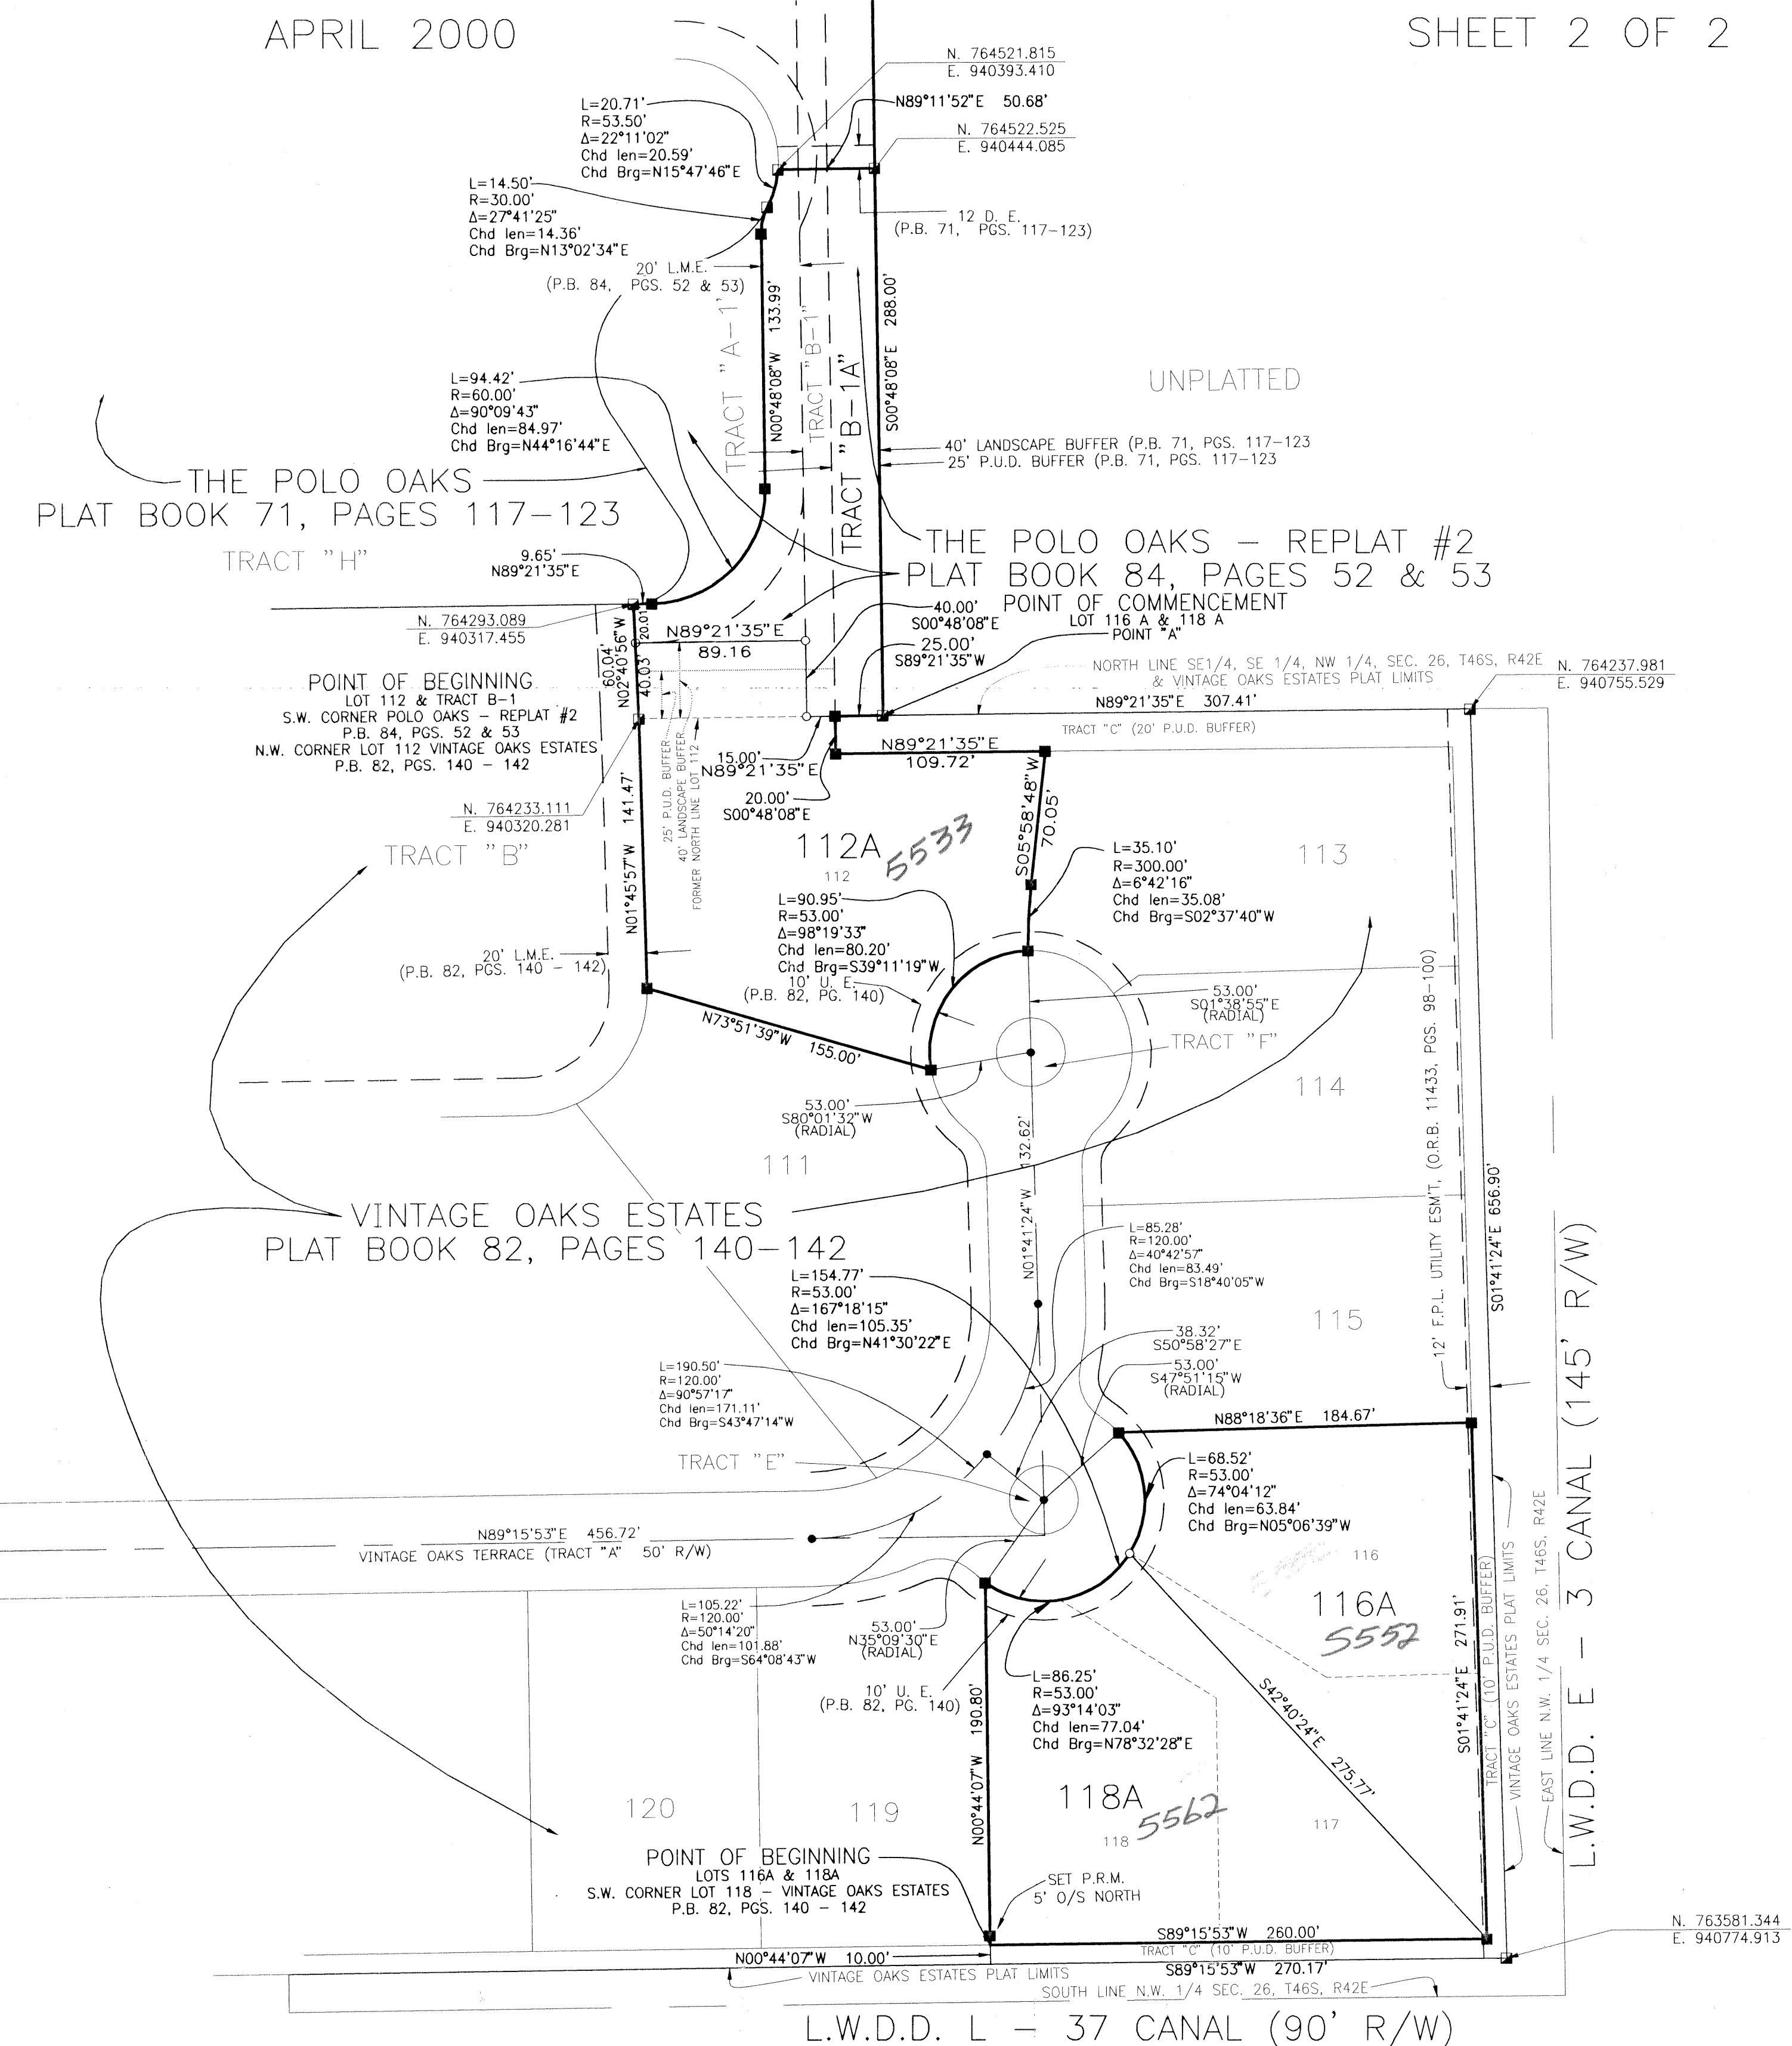 APRIL 2000
SHEET 2 OF 2
N. 764521.815
E. 940393.410
N89°11'52"E 50.68'
N. 764522.525
E. 940444.085
L=20.71'
R=53.50'
Δ=22°11'02"
Chd len=20.59'
Chd Brg=N15°47'46"E
L=14.50'
R=30.00'
Δ=27°41'25"
Chd len=14.36'
Chd Brg=N13°02'34"E
12 D. E.
(P.B. 71, PGS. 117-123)
20' L.M.E.
(P.B. 84, PGS. 52 & 53)
TRACT "A-1"
N00°48'08"W 133.99'
TRACT "B-1"
TRACT "B-1A"
S00°48'08"E 288.00'
UNPLATTED
L=94.42'
R=60.00'
Δ=90°09'43"
Chd len=84.97'
Chd Brg=N44°16'44"E
40' LANDSCAPE BUFFER (P.B. 71, PGS. 117-123
25' P.U.D. BUFFER (P.B. 71, PGS. 117-123
THE POLO OAKS
PLAT BOOK 71, PAGES 117-123
TRACT "H"
9.65'
N89°21'35"E
THE POLO OAKS - REPLAT #2
PLAT BOOK 84, PAGES 52 & 53
POINT OF COMMENCEMENT
LOT 116 A & 118 A
POINT "A"
40.00'
S00°48'08"E
25.00'
S89°21'35"W
N. 764293.089
E. 940317.455
N89°21'35"E
89.16
20.01
60.04'
N02°40'56"W
40.03'
NORTH LINE SE1/4, SE 1/4, NW 1/4, SEC. 26, T46S, R42E
& VINTAGE OAKS ESTATES PLAT LIMITS
N. 764237.981
E. 940755.529
N89°21'35"E 307.41'
TRACT "C" (20' P.U.D. BUFFER)
POINT OF BEGINNING
LOT 112 & TRACT B-1
S.W. CORNER POLO OAKS - REPLAT #2
P.B. 84, PGS. 52 & 53
N.W. CORNER LOT 112 VINTAGE OAKS ESTATES
P.B. 82, PGS. 140 - 142
N. 764233.111
E. 940320.281
15.00'
N89°21'35"E
N89°21'35"E
109.72'
20.00'
S00°48'08"E
25' P.U.D. BUFFER
40' LANDSCAPE BUFFER
FORMER NORTH LINE LOT 112
N01°45'57"W 141.47'
TRACT "B"
112A
5533
112
S05°58'48"W
70.05'
L=35.10'
R=300.00'
Δ=6°42'16"
Chd len=35.08'
Chd Brg=S02°37'40"W
113
L=90.95'
R=53.00'
Δ=98°19'33"
Chd len=80.20'
Chd Brg=S39°11'19"W
10' U. E.
(P.B. 82, PG. 140)
20' L.M.E.
(P.B. 82, PGS. 140 - 142)
N73°51'39"W 155.00'
53.00'
S01°38'55"E
(RADIAL)
TRACT "F"
114
53.00'
S80°01'32"W
(RADIAL)
111
N01°41'24"W 132.62'
12' F.P.L. UTILITY ESM'T, (O.R.B. 11433, PGS. 98-100)
S01°41'24"E 656.90'
VINTAGE OAKS ESTATES
PLAT BOOK 82, PAGES 140-142
L=85.28'
R=120.00'
Δ=40°42'57"
Chd len=83.49'
Chd Brg=S18°40'05"W
L=154.77'
R=53.00'
Δ=167°18'15"
Chd len=105.35'
Chd Brg=N41°30'22"E
115
38.32'
S50°58'27"E
53.00'
S47°51'15"W
(RADIAL)
L=190.50'
R=120.00'
Δ=90°57'17"
Chd len=171.11'
Chd Brg=S43°47'14"W
N88°18'36"E 184.67'
TRACT "E"
L=68.52'
R=53.00'
Δ=74°04'12"
Chd len=63.84'
Chd Brg=N05°06'39"W
N89°15'53"E 456.72'
VINTAGE OAKS TERRACE (TRACT "A" 50' R/W)
116
116A
5552
L=105.22'
R=120.00'
Δ=50°14'20"
Chd len=101.88'
Chd Brg=S64°08'43"W
53.00'
N35°09'30"E
(RADIAL)
10' U. E.
(P.B. 82, PG. 140)
L=86.25'
R=53.00'
Δ=93°14'03"
Chd len=77.04'
Chd Brg=N78°32'28"E
S42°40'24"E 275.77'
S01°41'24"E 271.91'
TRACT "C" (10' P.U.D. BUFFER)
VINTAGE OAKS ESTATES PLAT LIMITS
EAST LINE N.W. 1/4 SEC. 26, T46S, R42E
L.W.D.D. E - 3 CANAL (145' R/W)
N00°44'07"W 190.80'
120
119
118A
5562
118
117
POINT OF BEGINNING
LOTS 116A & 118A
S.W. CORNER LOT 118 - VINTAGE OAKS ESTATES
P.B. 82, PGS. 140 - 142
SET P.R.M.
5' O/S NORTH
S89°15'53"W 260.00'
TRACT "C" (10' P.U.D. BUFFER)
N. 763581.344
E. 940774.913
N00°44'07"W 10.00'
S89°15'53"W 270.17'
VINTAGE OAKS ESTATES PLAT LIMITS
SOUTH LINE N.W. 1/4 SEC. 26, T46S, R42E
L.W.D.D. L - 37 CANAL (90' R/W)